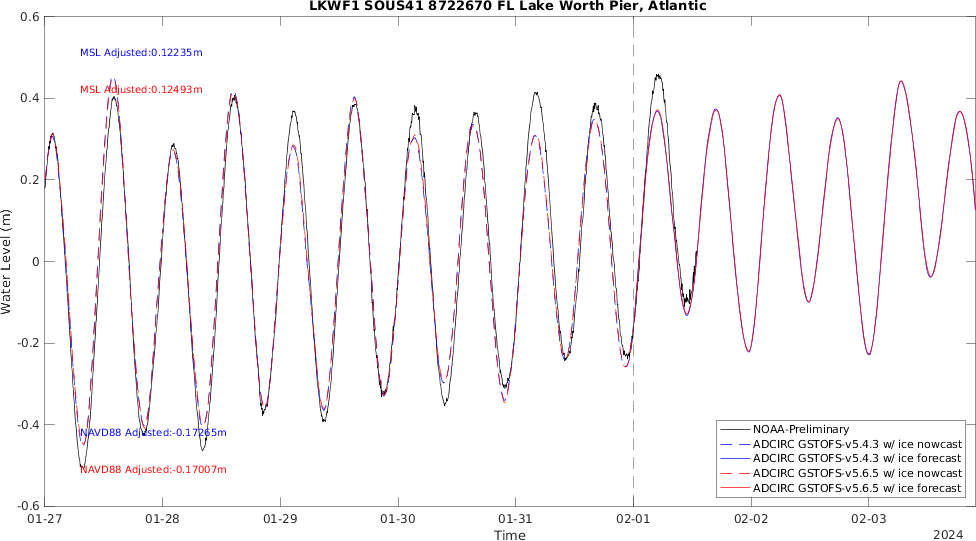 LKWF1 SOUS41 8722670 FL Lake Worth Pier, Atlantic
0.6
0.4
0.2
0
-0.2
-0.4
-0.6
Water Level (m)
MSL Adjusted:0.12235m
MSL Adjusted:0.12493m
NAVD88 Adjusted:-0.17265m
NAVD88 Adjusted:-0.17007m
NOAA-Preliminary
ADCIRC GSTOFS-v5.4.3 w/ ice nowcast
ADCIRC GSTOFS-v5.4.3 w/ ice forecast
ADCIRC GSTOFS-v5.6.5 w/ ice nowcast
ADCIRC GSTOFS-v5.6.5 w/ ice forecast
01-27 01-28 01-29 01-30 01-31 02-01 02-02 02-03
Time
2024